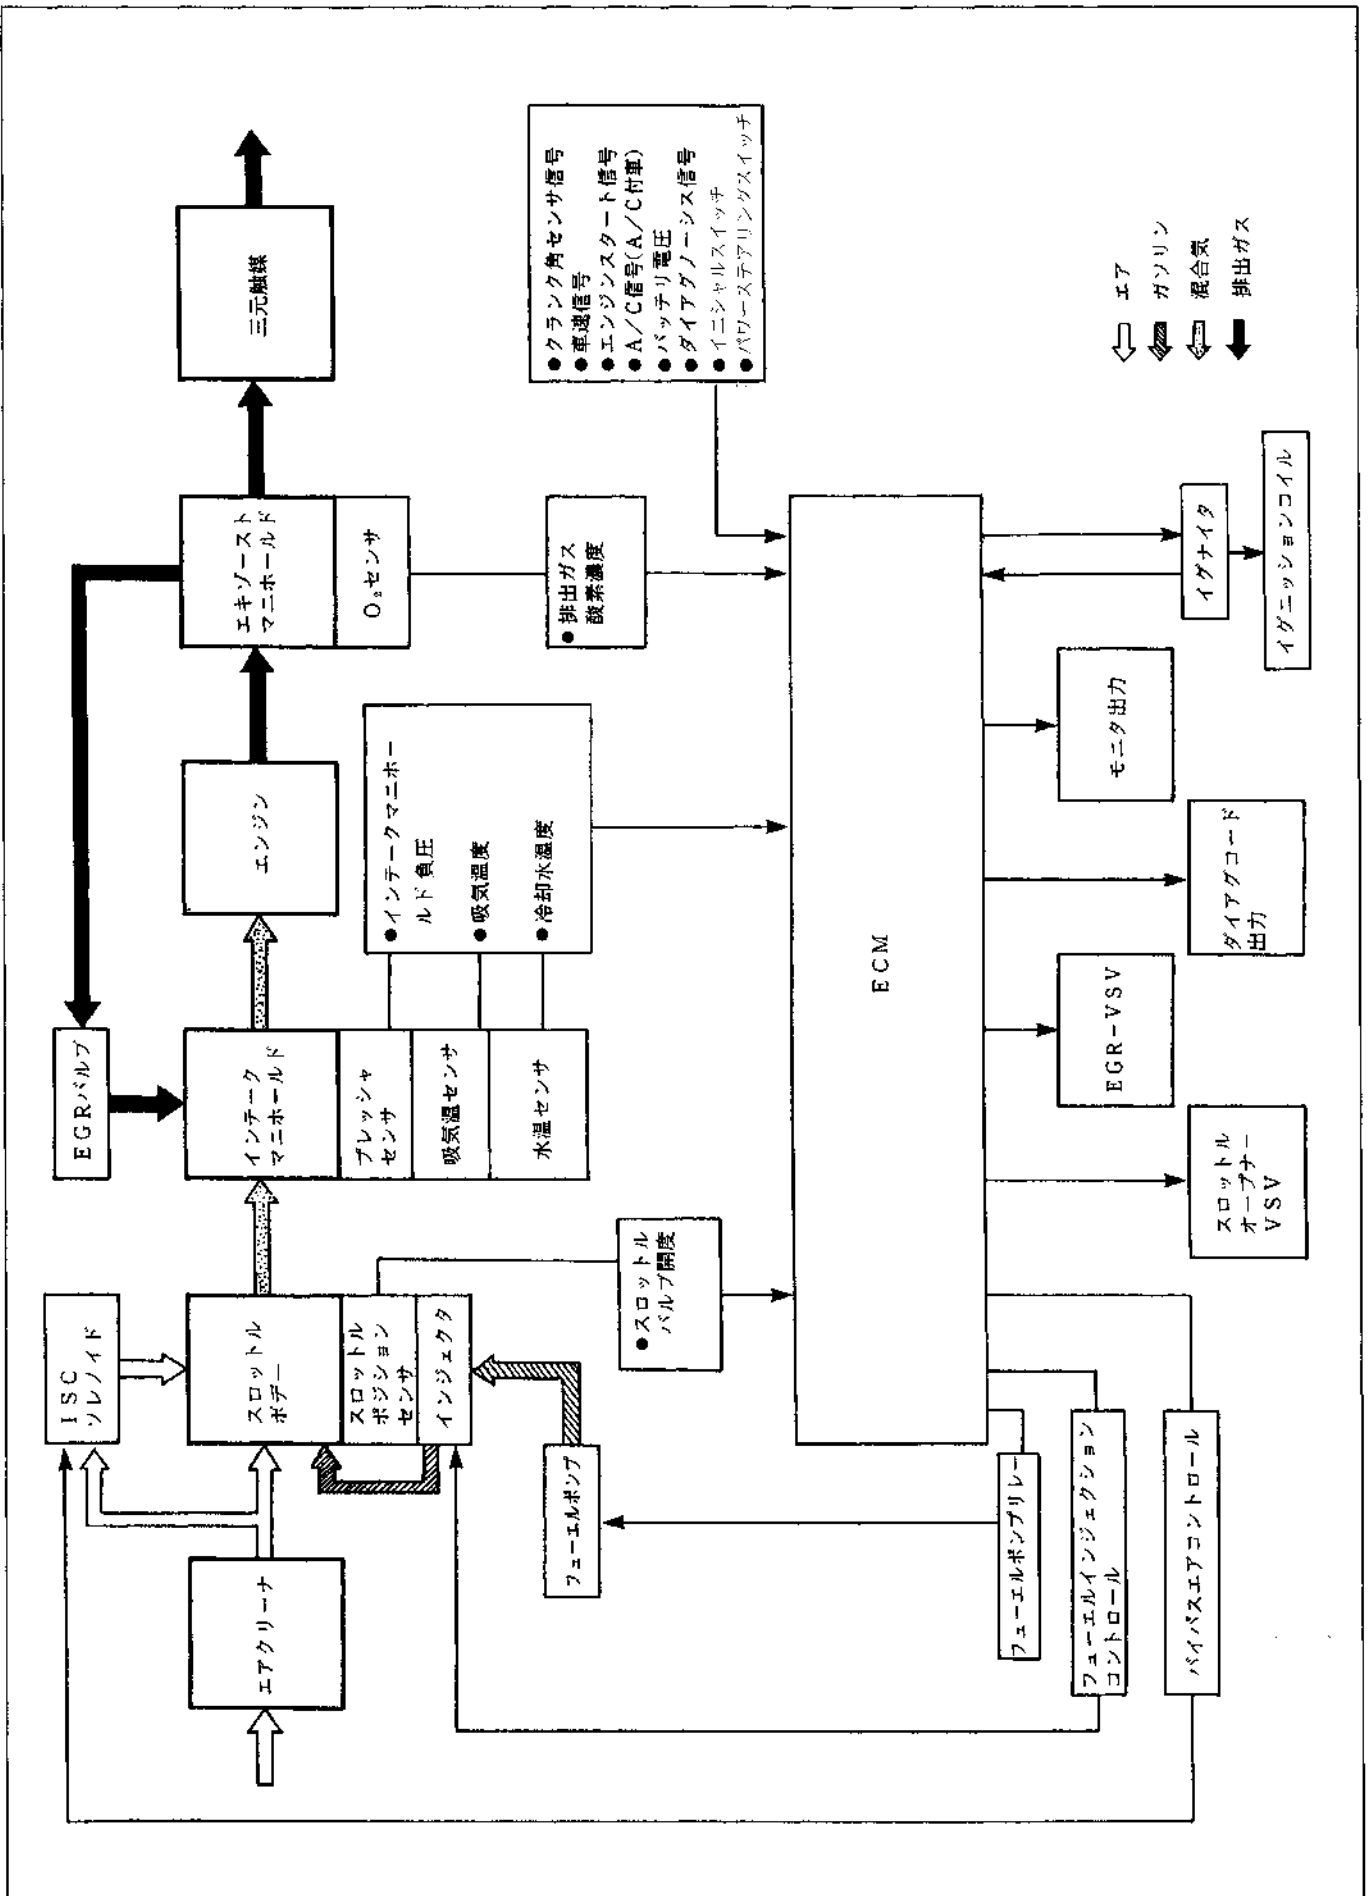 EGRバルブ
ISC
ソレノイド
エアクリーナ
スロットル
ボデー
スロットル
ポジション
センサ
インジェクタ
インテーク
マニホールド
プレッシャ
センサ
吸気温センサ
水温センサ
エンジン
エキゾースト
マニホールド
O₂センサ
三元触媒
●インテークマニホー
ルド負圧
●吸気温度
●冷却水温度
●排出ガス
酸素濃度
●クランク角センサ信号
●車速信号
●エンジンスタート信号
●A/C信号(A/C付車)
●バッテリ電圧
●ダイアグノーシス信号
●イニシャルスイッチ
●パワーステアリングスイッチ
●スロットル
バルブ開度
フューエルポンプ
ECM
フューエルポンプリレー
フューエルインジェクション
コントロール
バイパスエアコントロール
スロットル
オープナー
VSV
EGR-VSV
ダイアグコード
出力
モニタ出力
イグナイタ
イグニッションコイル
エア
ガソリン
混合気
排出ガス